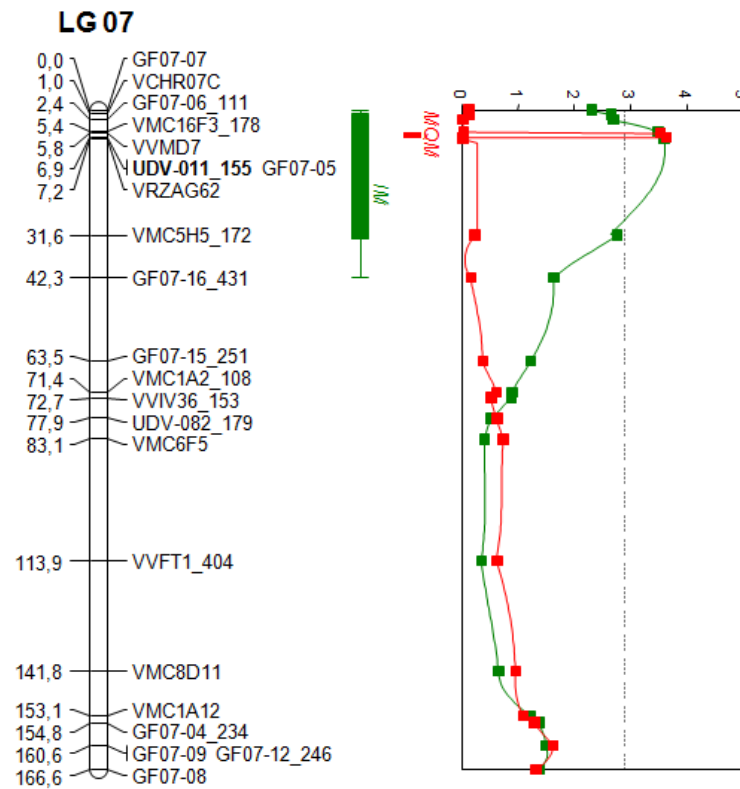 LG 07
0,0 GF07-07
1,0 VCHR07C
2,4 GF07-06_111
5,4 VMC16F3_178
5,8 VVMD7
6,9 UDV-011_155 GF07-05
7,2 VRZAG62
31,6 VMC5H5_172
42,3 GF07-16_431
63,5 GF07-15_251
71,4 VMC1A2_108
72,7 VVIV36_153
77,9 UDV-082_179
83,1 VMC6F5
113,9 VVFT1_404
141,8 VMC8D11
153,1 VMC1A12
154,8 GF07-04_234
160,6 GF07-09 GF07-12_246
166,6 GF07-08
IM
MQM
0 1 2 3 4 5